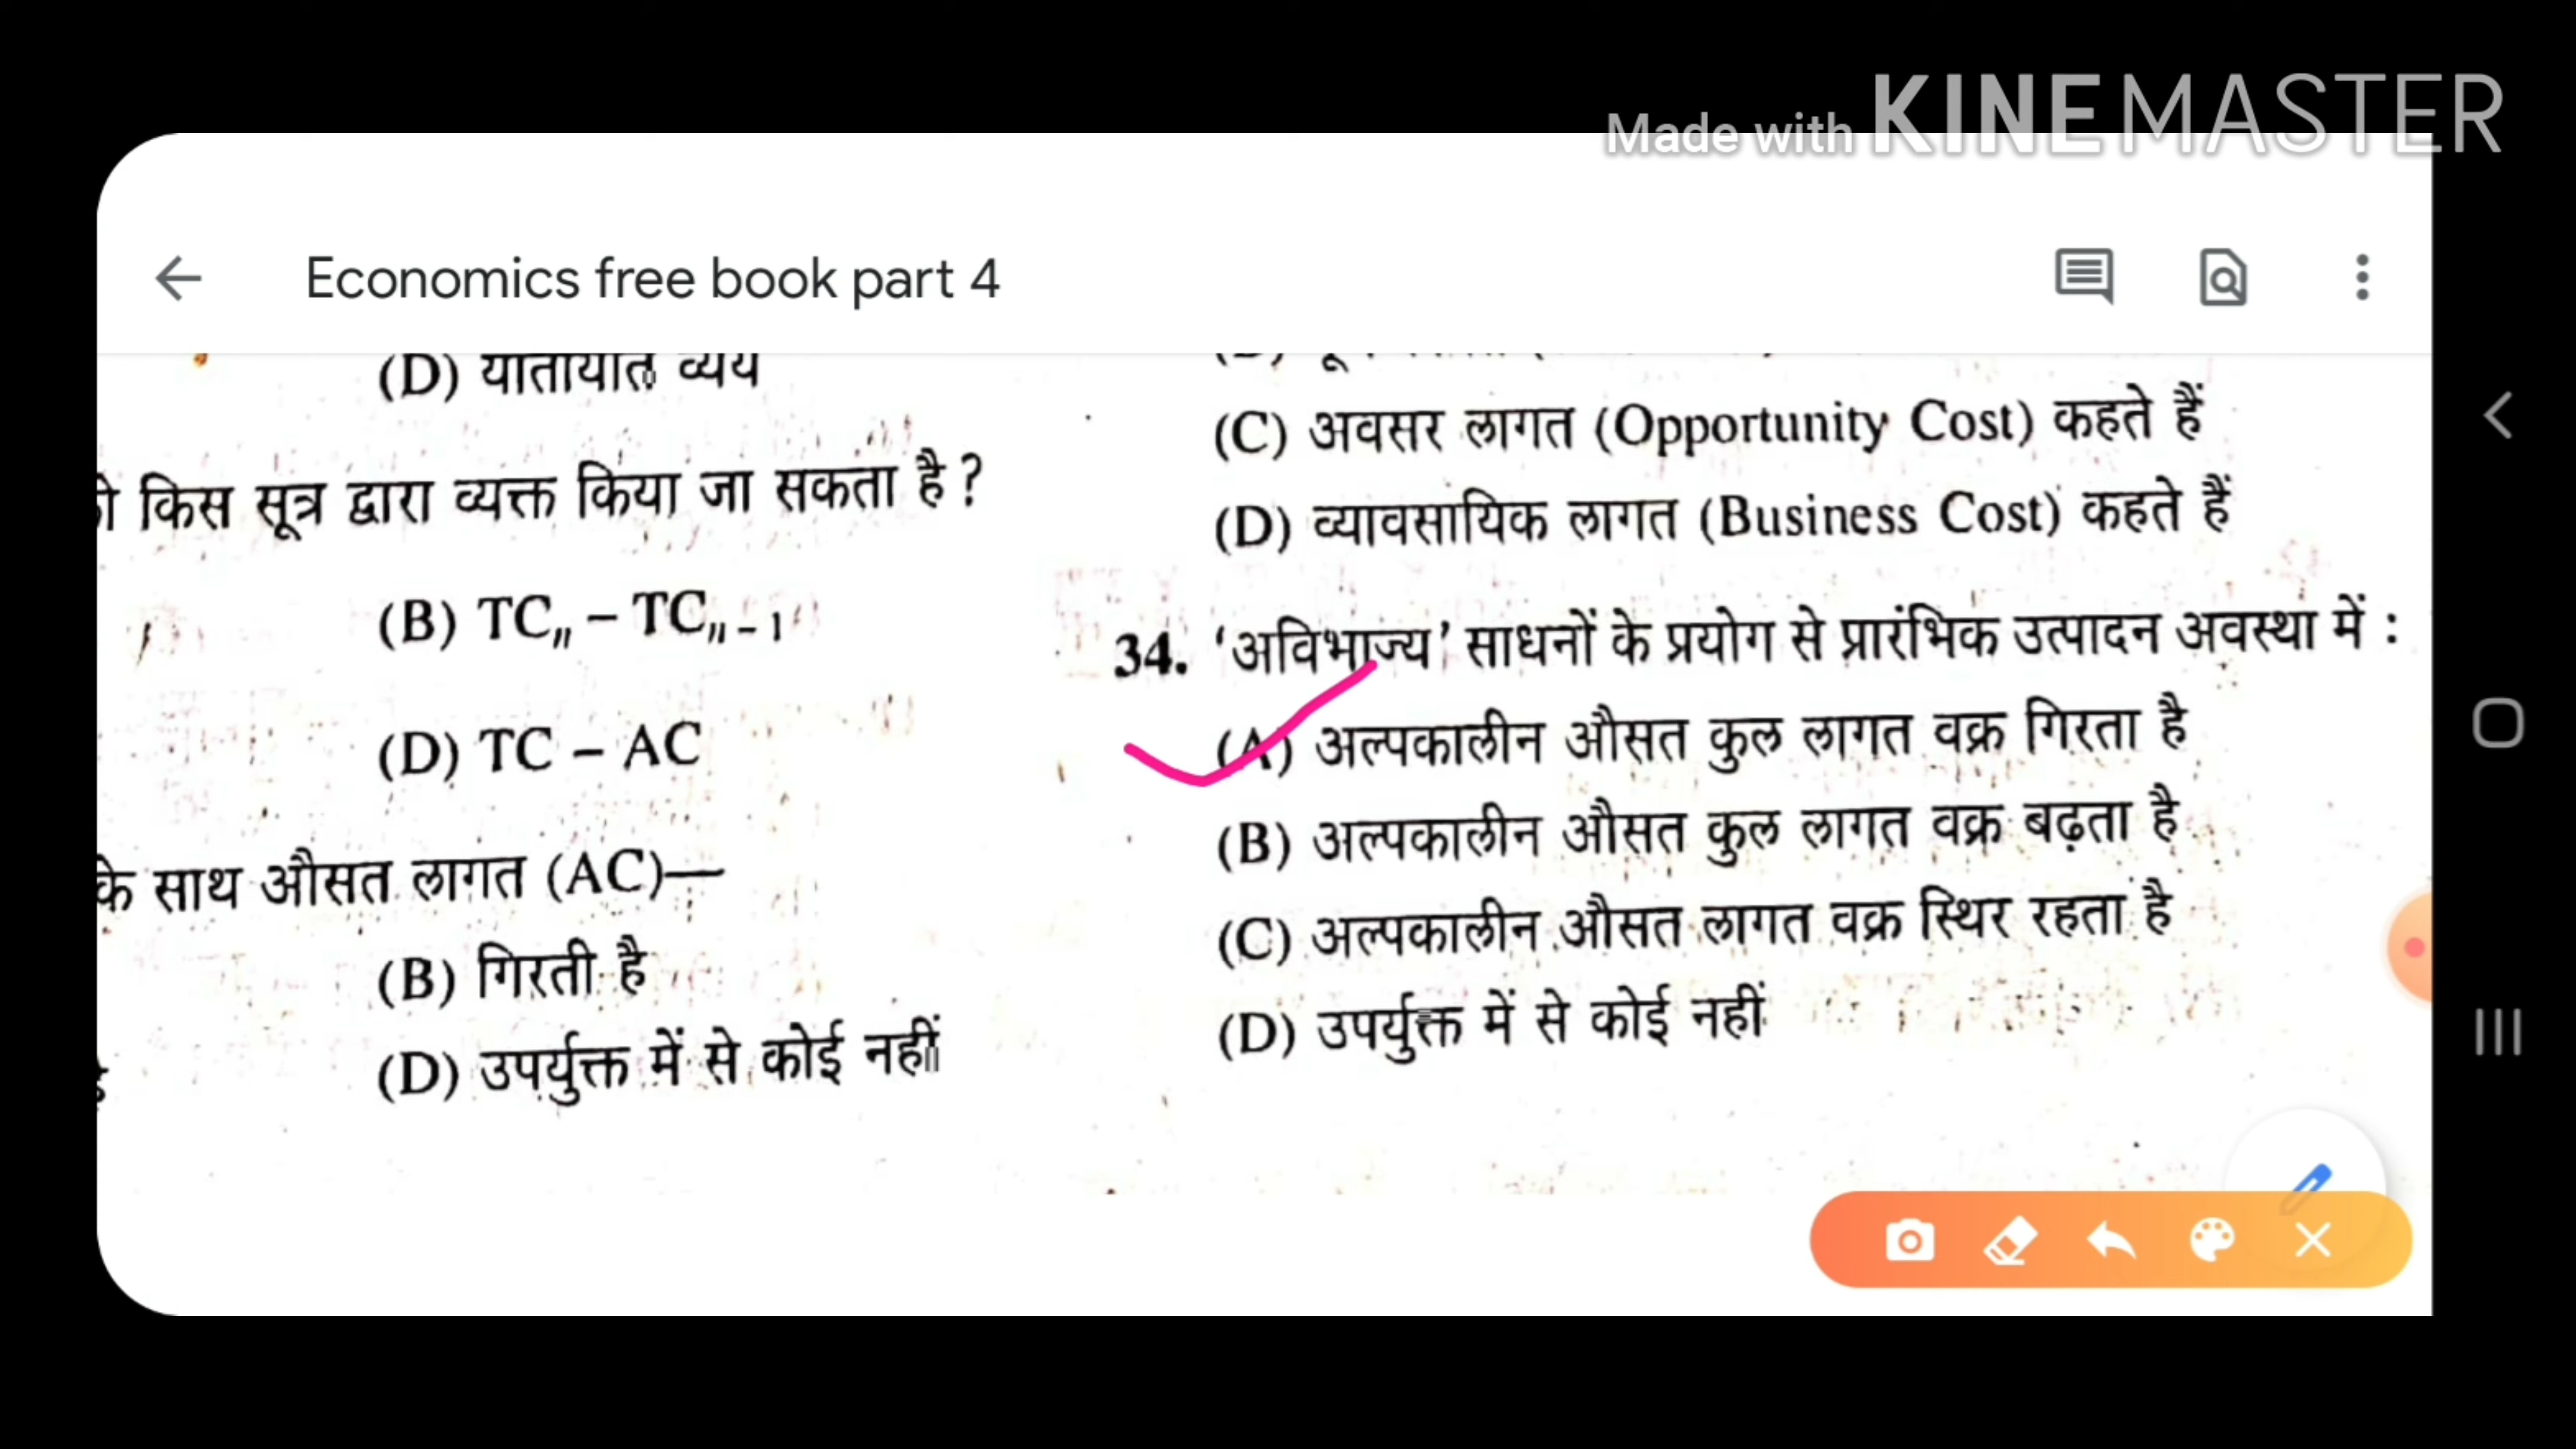 Made with KINEMASTER
Economics free book part 4
(D) यातायात व्यय
किस सूत्र द्वारा व्यक्त किया जा सकता है ?
(B) TCₙ – TCₙ₋₁
(D) TC – AC
के साथ औसत लागत (AC)—
(B) गिरती है
(D) उपर्युक्त में से कोई नहीं
(C) अवसर लागत (Opportunity Cost) कहते हैं
(D) व्यावसायिक लागत (Business Cost) कहते हैं
34. ‘अविभाज्य’ साधनों के प्रयोग से प्रारंभिक उत्पादन अवस्था में :
(A) अल्पकालीन औसत कुल लागत वक्र गिरता है
(B) अल्पकालीन औसत कुल लागत वक्र बढ़ता है
(C) अल्पकालीन औसत लागत वक्र स्थिर रहता है
(D) उपर्युक्त में से कोई नहीं